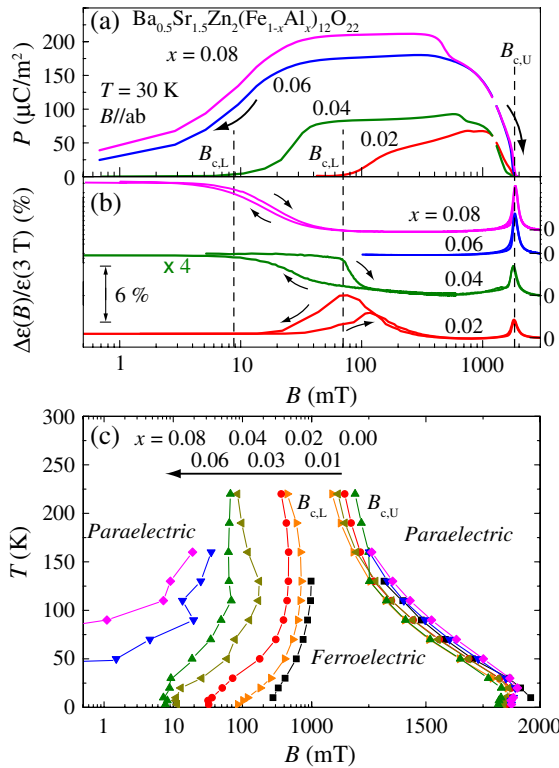 (a) Ba0.5Sr1.5Zn2(Fe1-xAlx)12O22
200
150
100
50
0
P (μC/m²)
x = 0.08
0.06
T = 30 K
B//ab
0.04
0.02
Bc,L
Bc,L
Bc,U
(b)
Δε(B)/ε(3 T) (%)
x = 0.08
0
0.06
0
x 4
0.04
0
6 %
0.02
0
1
10
100
1000
B (mT)
(c)
x = 0.08 0.04 0.02 0.00
0.06 0.03 0.01
Bc,L
Bc,U
Paraelectric
Paraelectric
Ferroelectric
300
250
200
150
100
50
0
T (K)
1
10
100
1000
1500
2000
B (mT)